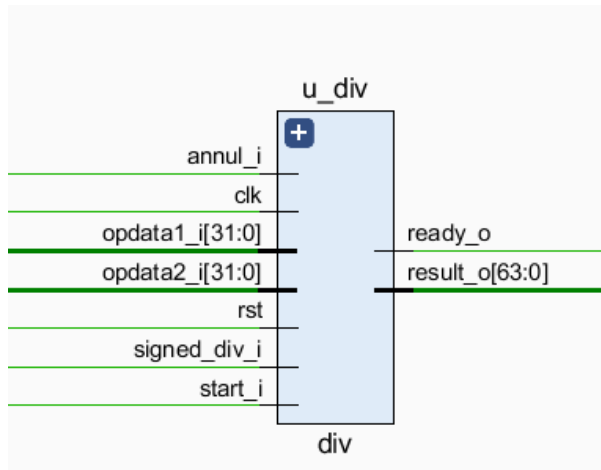 u_div
annul_i
clk
opdata1_i[31:0]
opdata2_i[31:0]
rst
signed_div_i
start_i
ready_o
result_o[63:0]
div